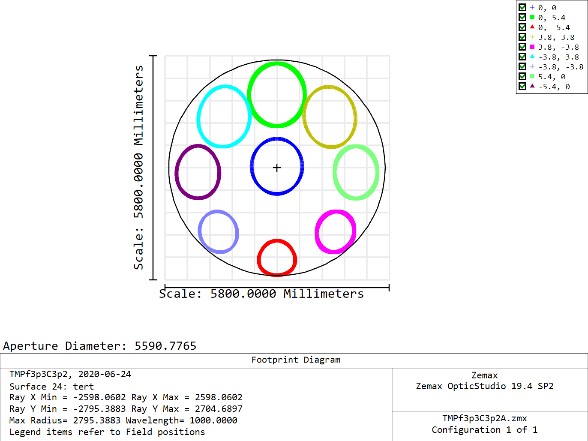 0, 0
0, 5.4
0, -5.4
3.8, 3.8
3.8, -3.8
-3.8, 3.8
-3.8, -3.8
5.4, 0
-5.4, 0
Scale: 5800.0000 Millimeters
Scale: 5800.0000 Millimeters
Aperture Diameter: 5590.7765
Footprint Diagram
TMPf3p3C3p2, 2020-06-24
Surface 24: tert
Ray X Min = -2598.0602 Ray X Max = 2598.0602
Ray Y Min = -2795.3883 Ray Y Max = 2704.6897
Max Radius= 2795.3883 Wavelength= 1000.0000
Legend items refer to Field positions
Zemax
Zemax OpticStudio 19.4 SP2
TMPf3p3C3p2A.zmx
Configuration 1 of 1